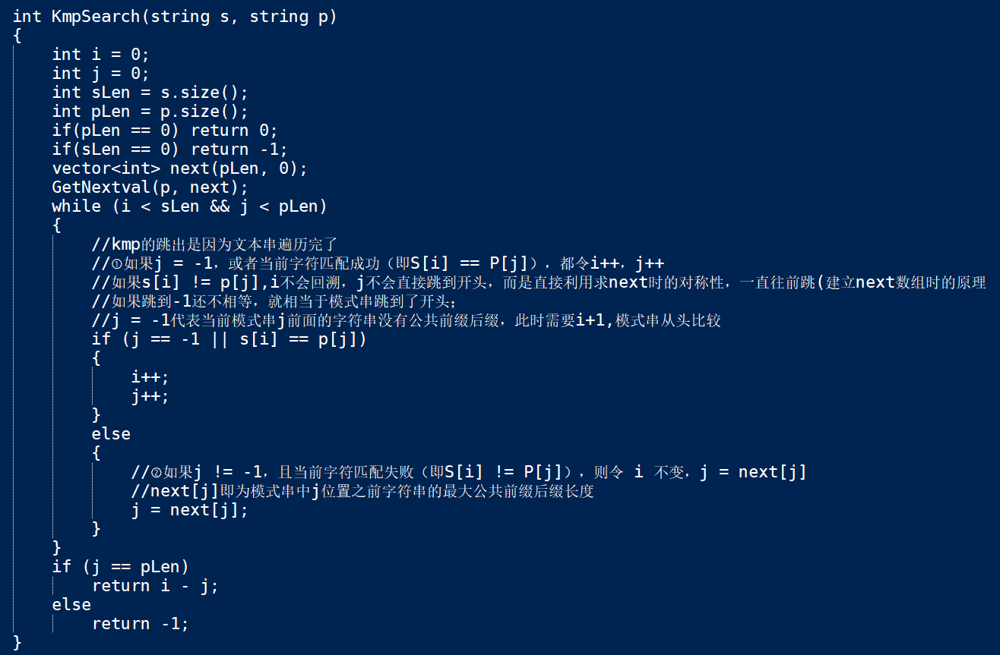 int KmpSearch(string s, string p)
{
    int i = 0;
    int j = 0;
    int sLen = s.size();
    int pLen = p.size();
    if(pLen == 0) return 0;
    if(sLen == 0) return -1;
    vector<int> next(pLen, 0);
    GetNextval(p, next);
    while (i < sLen && j < pLen)
    {
        //kmp的跳出是因为文本串遍历完了
        //①如果j = -1，或者当前字符匹配成功（即S[i] == P[j]），都令i++，j++
        //如果s[i] != p[j],i不会回溯，j不会直接跳到开头，而是直接利用求next时的对称性，一直往前跳(建立next数组时的原理
        //如果跳到-1还不相等，就相当于模式串跳到了开头；
        //j = -1代表当前模式串j前面的字符串没有公共前缀后缀，此时需要i+1,模式串从头比较
        if (j == -1 || s[i] == p[j])
        {
            i++;
            j++;
        }
        else
        {
            //②如果j != -1，且当前字符匹配失败（即S[i] != P[j]），则令 i 不变，j = next[j]
            //next[j]即为模式串中j位置之前字符串的最大公共前缀后缀长度
            j = next[j];
        }
    }
    if (j == pLen)
        return i - j;
    else
        return -1;
}